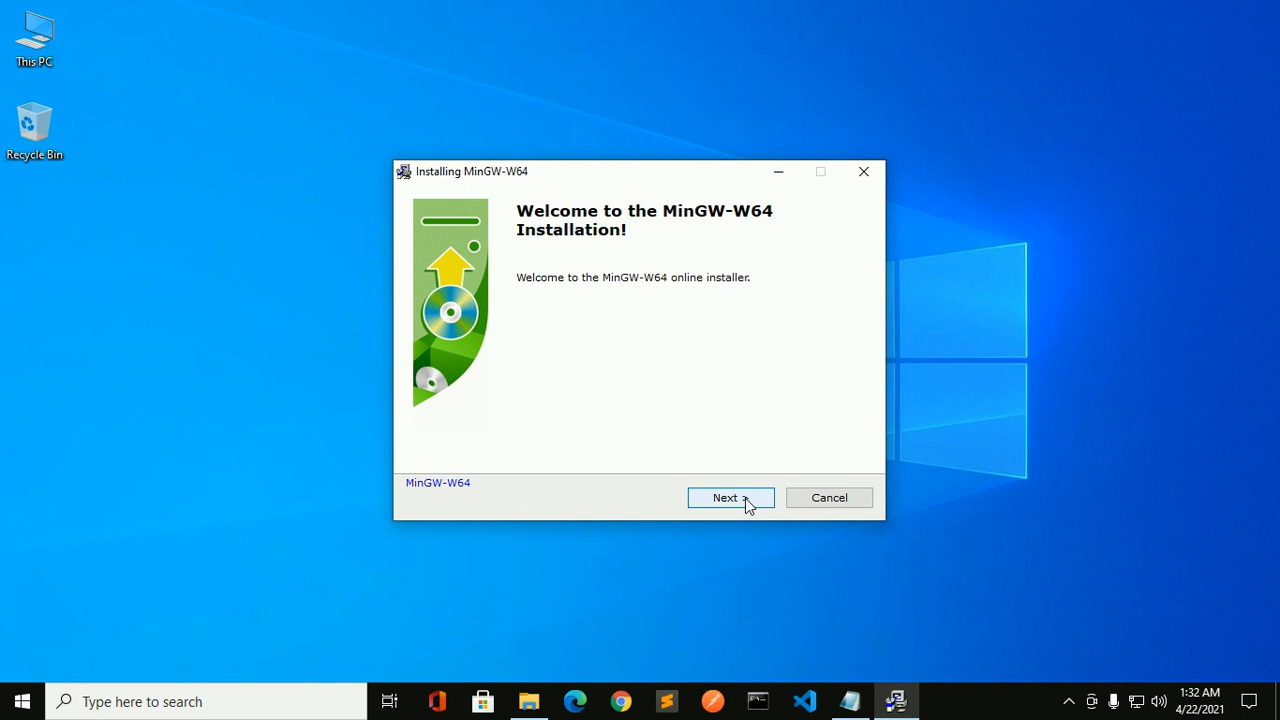 This PC
Recycle Bin
Installing MinGW-W64
Welcome to the MinGW-W64
Installation!
Welcome to the MinGW-W64 online installer.
MinGW-W64
Next >
Cancel
Type here to search
1:32 AM
4/22/2021